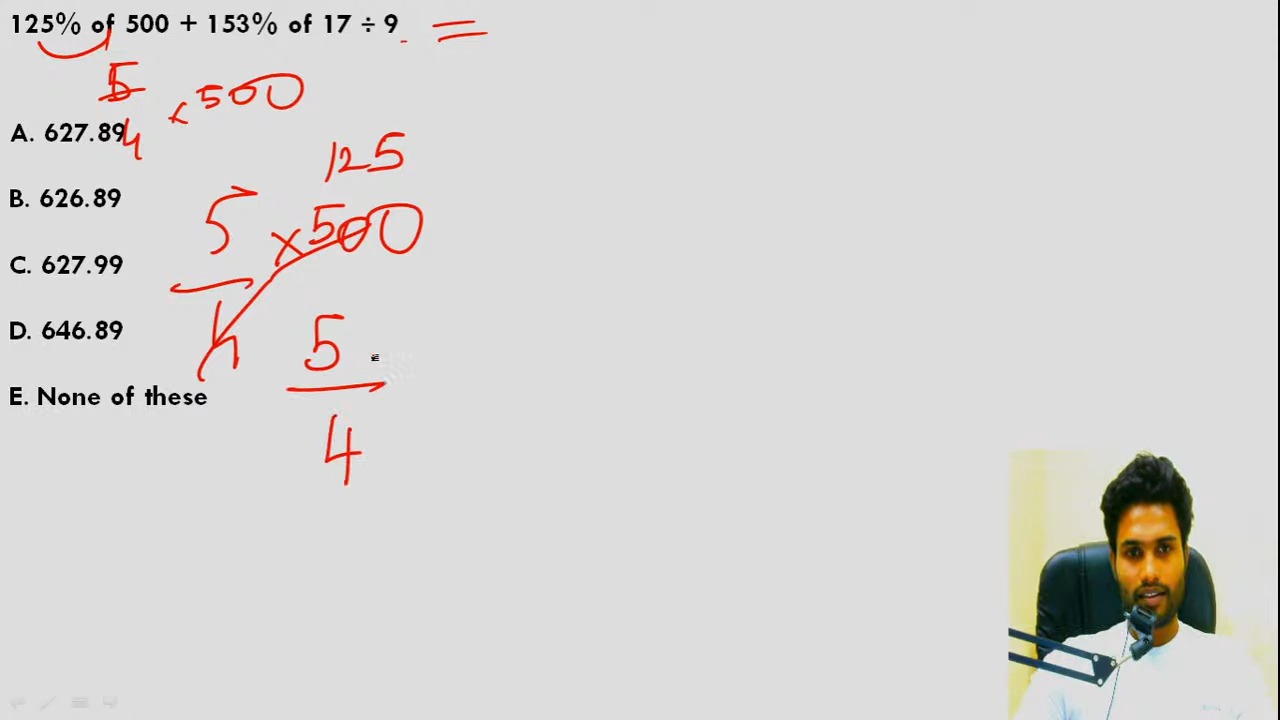 125% of 500 + 153% of 17 ÷ 9. =
5
4 × 500
A. 627.89
125
B. 626.89
5 × 500
4
C. 627.99
D. 646.89
5
4
E. None of these